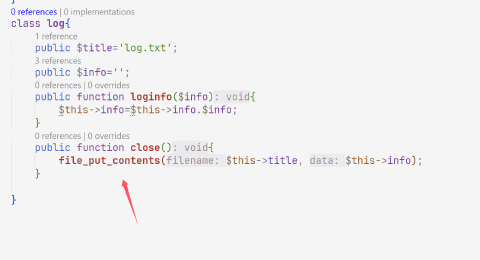 }
0 references | 0 implementations
class log{
1 reference
public $title='log.txt';
3 references
public $info='';
0 references | 0 overrides
public function loginfo($info): void{
$this->info=$this->info.$info;
}
0 references | 0 overrides
public function close(): void{
file_put_contents(filename: $this->title, data: $this->info);
}
}